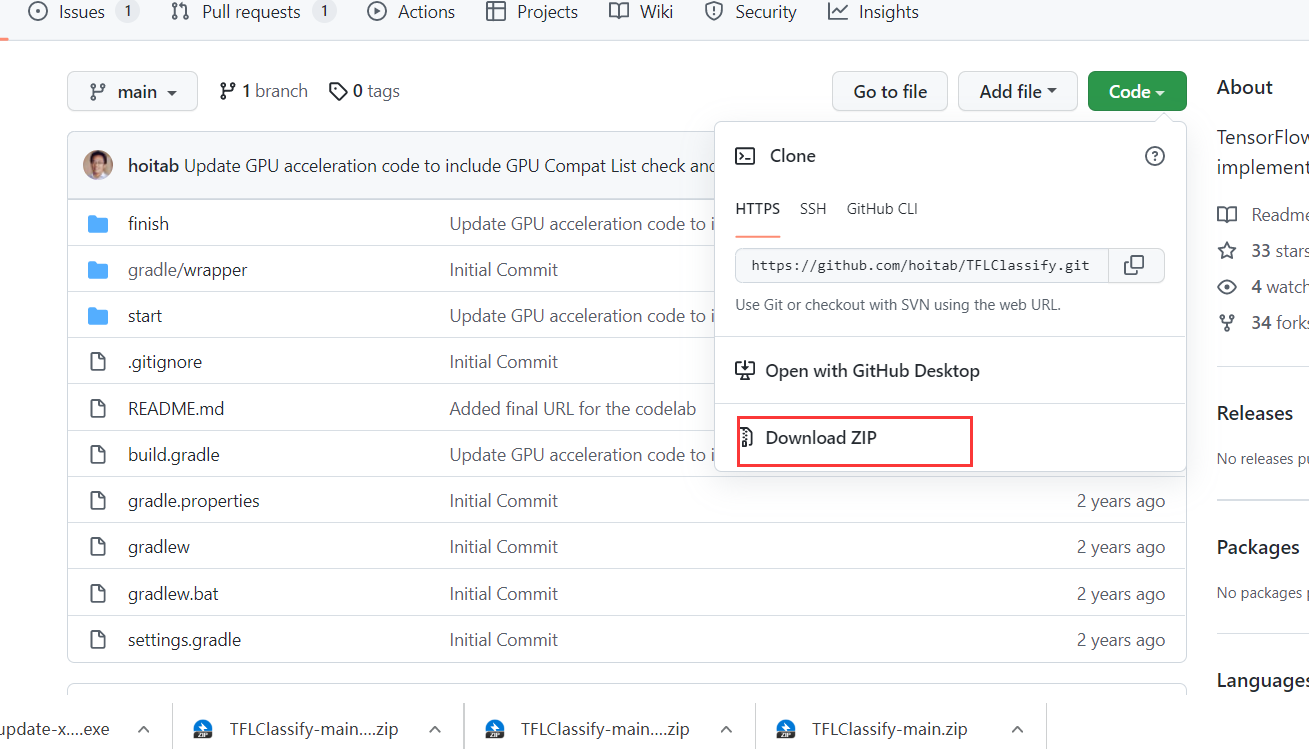 Issues 1 Pull requests 1 Actions Projects Wiki Security Insights
main 1 branch 0 tags Go to file Add file Code
hoitab Update GPU acceleration code to include GPU Compat List check and
finish Update GPU acceleration code to i
gradle/wrapper Initial Commit
start Update GPU acceleration code to i
.gitignore Initial Commit
README.md Added final URL for the codelab
build.gradle Update GPU acceleration code to i
gradle.properties Initial Commit 2 years ago
gradlew Initial Commit 2 years ago
gradlew.bat Initial Commit 2 years ago
settings.gradle Initial Commit 2 years ago
Clone
HTTPS SSH GitHub CLI
https://github.com/hoitab/TFLClassify.git
Use Git or checkout with SVN using the web URL.
Open with GitHub Desktop
Download ZIP
About
TensorFlow
implement
Readme
33 stars
4 watch
34 forks
Releases
No releases pu
Packages
No packages p
Languages
update-x....exe TFLClassify-main....zip TFLClassify-main....zip TFLClassify-main.zip